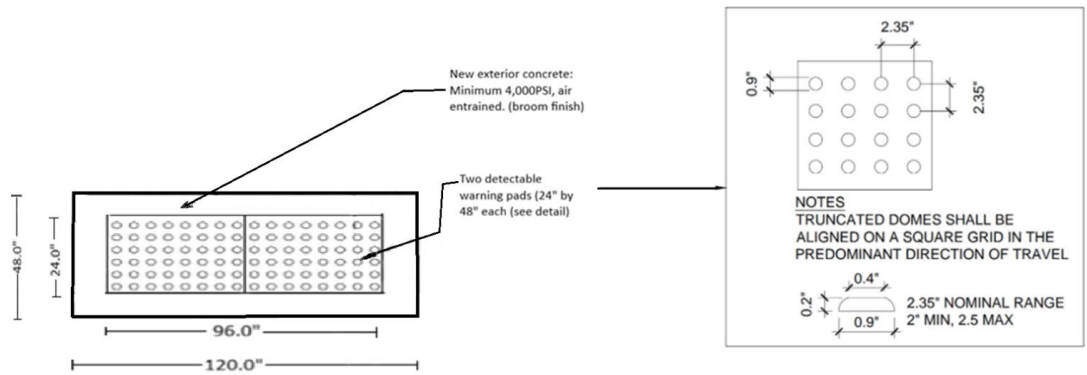 New exterior concrete:
Minimum 4,000PSI, air
entrained. (broom finish)
Two detectable
warning pads (24" by
48" each (see detail)
48.0"
24.0"
96.0"
120.0"
2.35"
0.9"
2.35"
NOTES
TRUNCATED DOMES SHALL BE
ALIGNED ON A SQUARE GRID IN THE
PREDOMINANT DIRECTION OF TRAVEL
0.4"
0.2"
0.9"
2.35" NOMINAL RANGE
2" MIN, 2.5 MAX